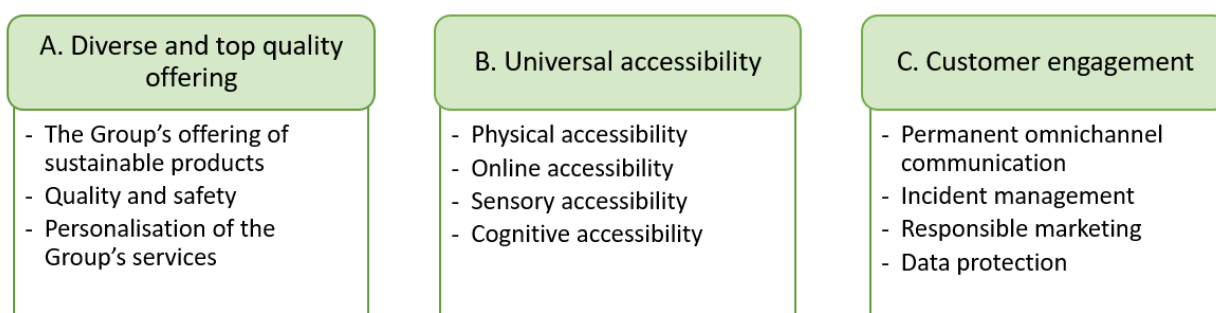 A. Diverse and top quality
offering
- The Group's offering of
sustainable products
- Quality and safety
- Personalisation of the
Group's services
B. Universal accessibility
- Physical accessibility
- Online accessibility
- Sensory accessibility
- Cognitive accessibility
C. Customer engagement
- Permanent omnichannel
communication
- Incident management
- Responsible marketing
- Data protection